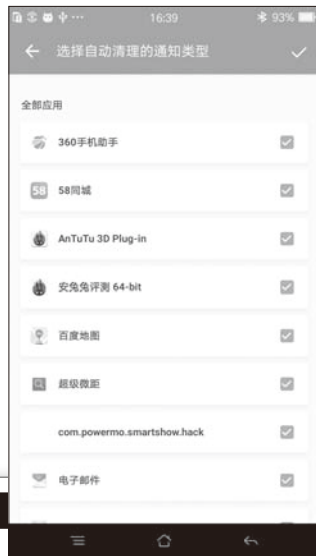 16:39
93%
选择自动清理的通知类型
全部应用
360手机助手
58
58同城
AnTuTu 3D Plug-in
安兔兔评测 64-bit
百度地图
超级微距
com.powermo.smartshow.hack
电子邮件